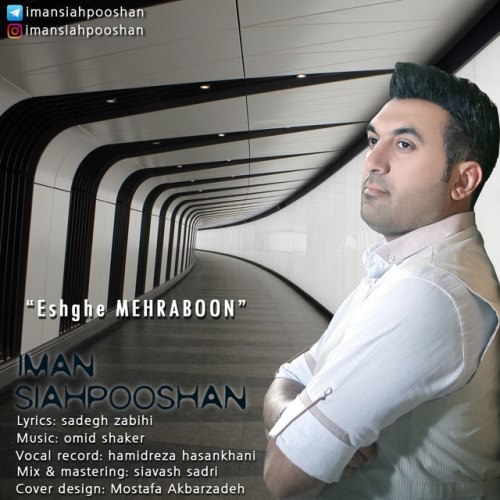 imansiahpooshan
imansiahpooshan
"Eshghe MEHRABOON"
IMAN
SIAHPOOSHAN
Lyrics: sadegh zabihi
Music: omid shaker
Vocal record: hamidreza hasankhani
Mix & mastering: siavash sadri
Cover design: Mostafa Akbarzadeh